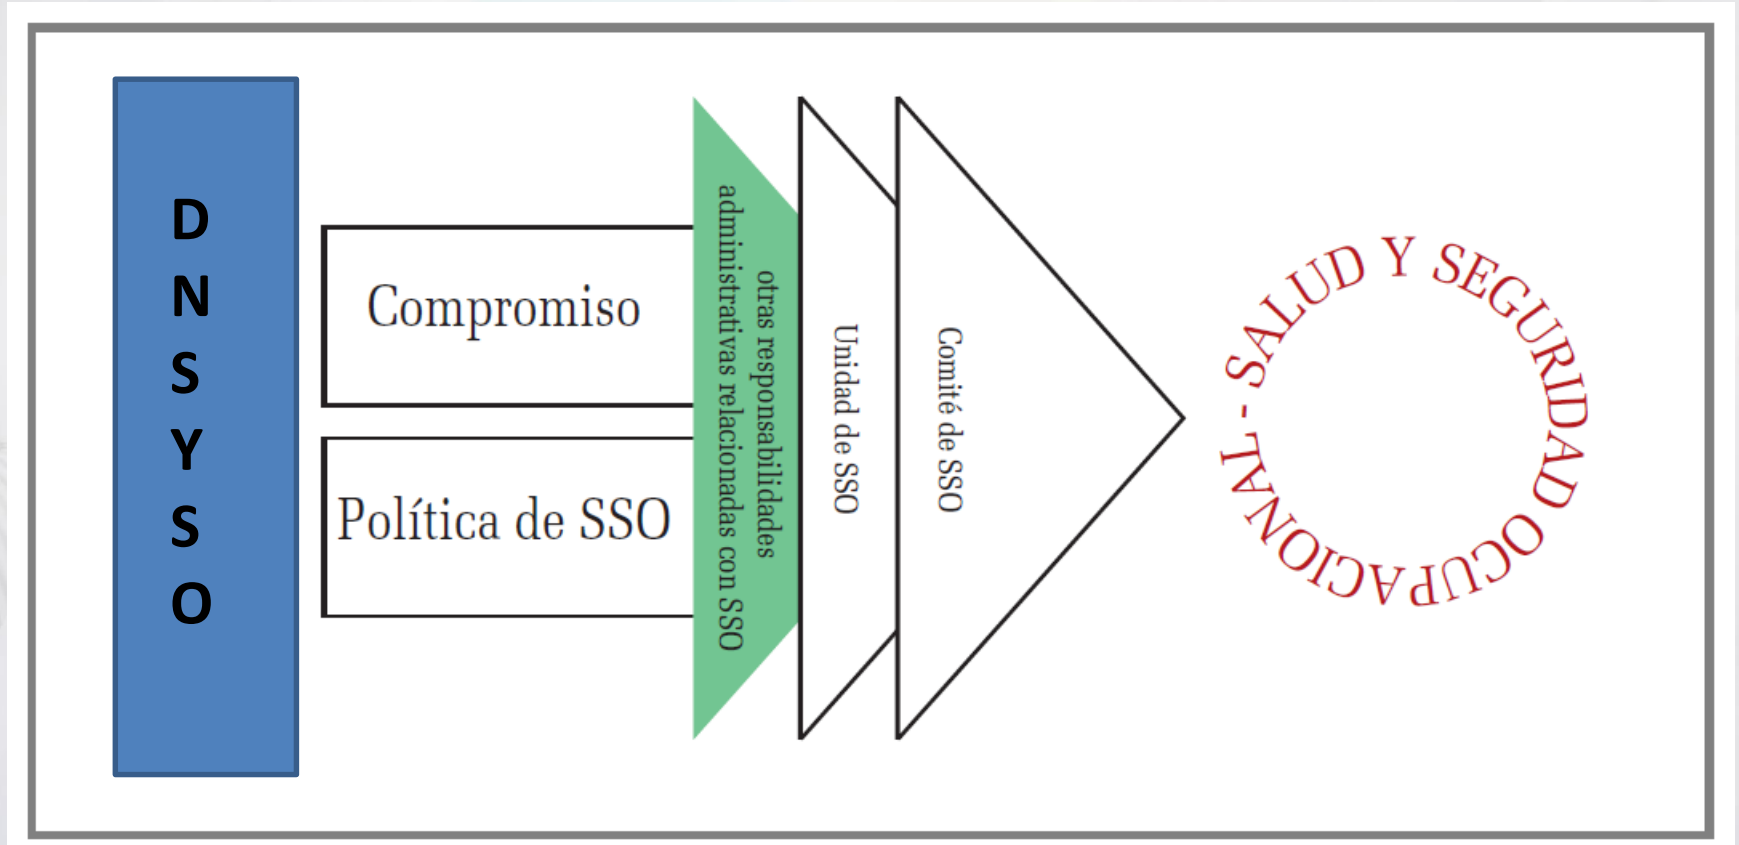 D
N
S
Y
S
O
Compromiso
Política de SSO
otras responsabilidades
administrativas relacionadas con SSO
Unidad de SSO
Comité de SSO
SALUD Y SEGURIDAD OCUPACIONAL -